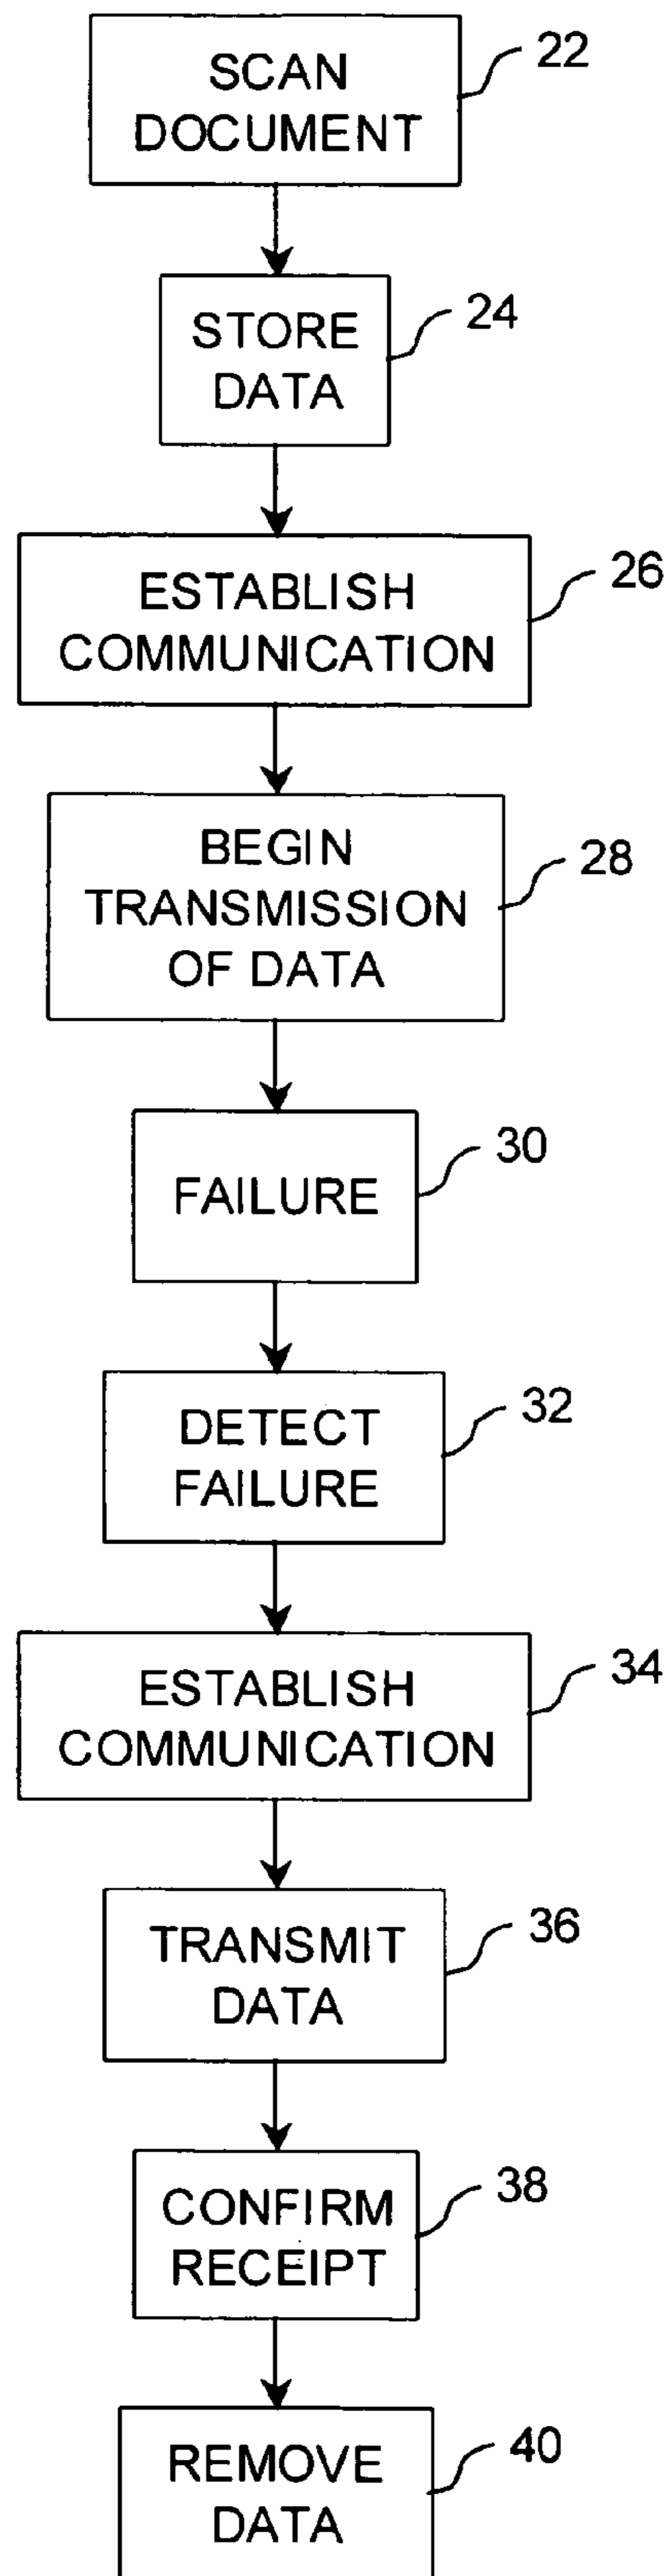 SCAN
DOCUMENT
22
STORE
DATA
24
ESTABLISH
COMMUNICATION
26
BEGIN
TRANSMISSION
OF DATA
28
FAILURE
30
DETECT
FAILURE
32
ESTABLISH
COMMUNICATION
34
TRANSMIT
DATA
36
CONFIRM
RECEIPT
38
REMOVE
DATA
40